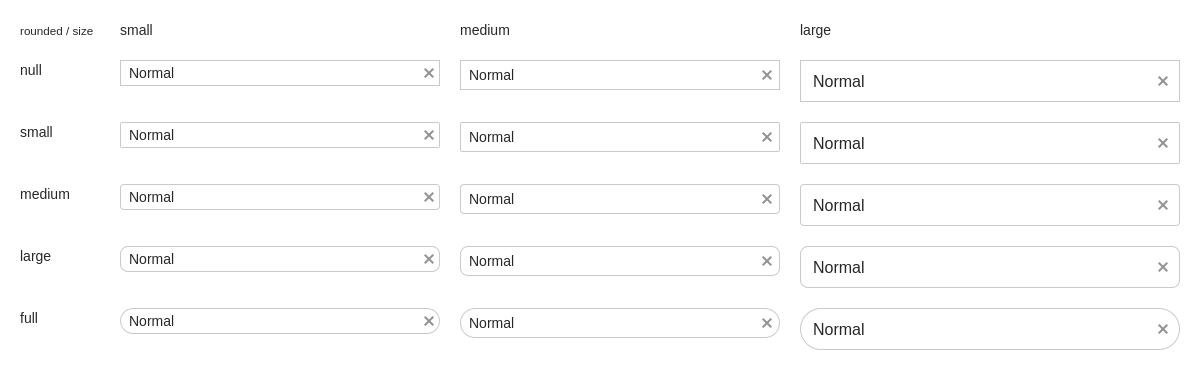 rounded / size small medium large
null Normal Normal Normal
small Normal Normal Normal
medium Normal Normal Normal
large Normal Normal Normal
full Normal Normal Normal